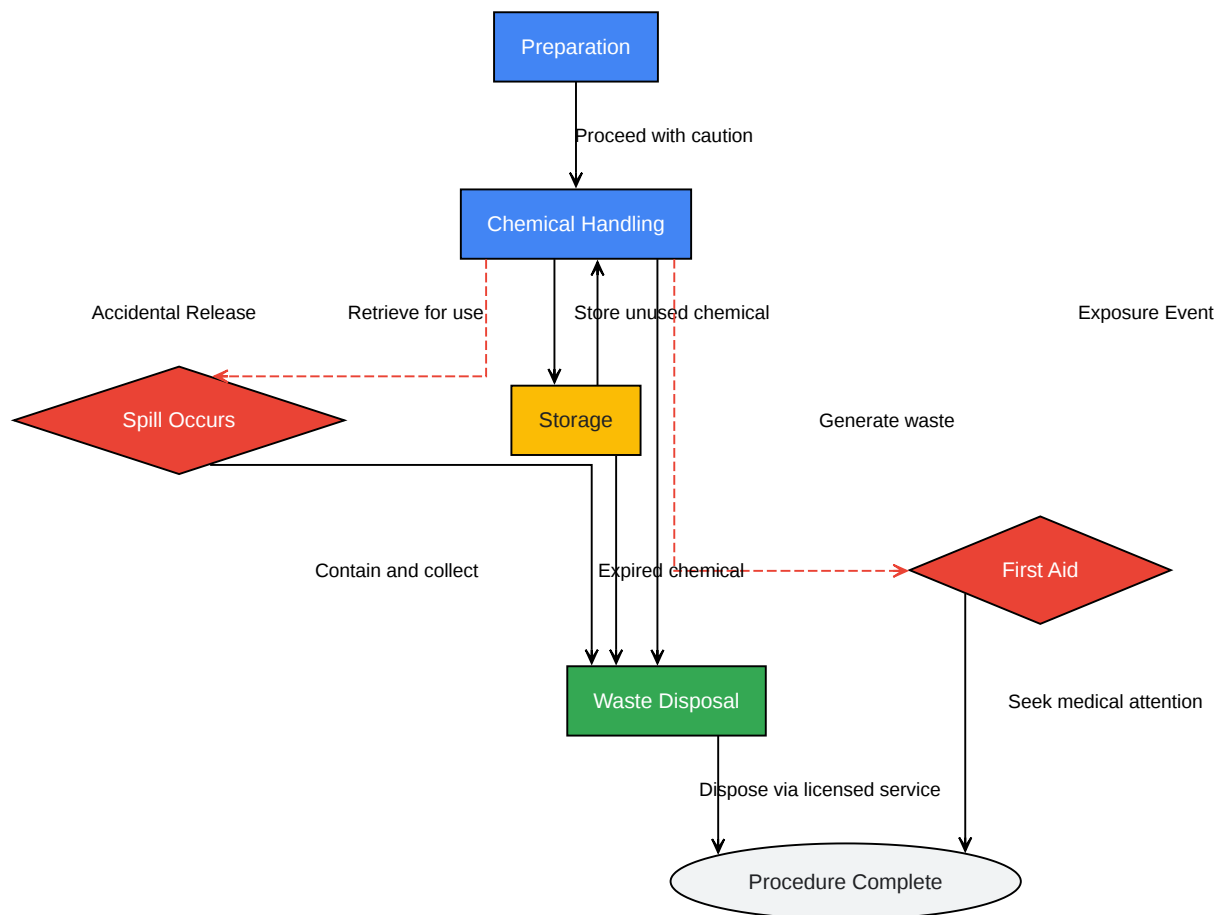 Preparation
Proceed with caution
Chemical Handling
Accidental Release
Retrieve for use
Store unused chemical
Exposure Event
Spill Occurs
Storage
Generate waste
Contain and collect
Expired chemical
First Aid
Waste Disposal
Seek medical attention
Dispose via licensed service
Procedure Complete